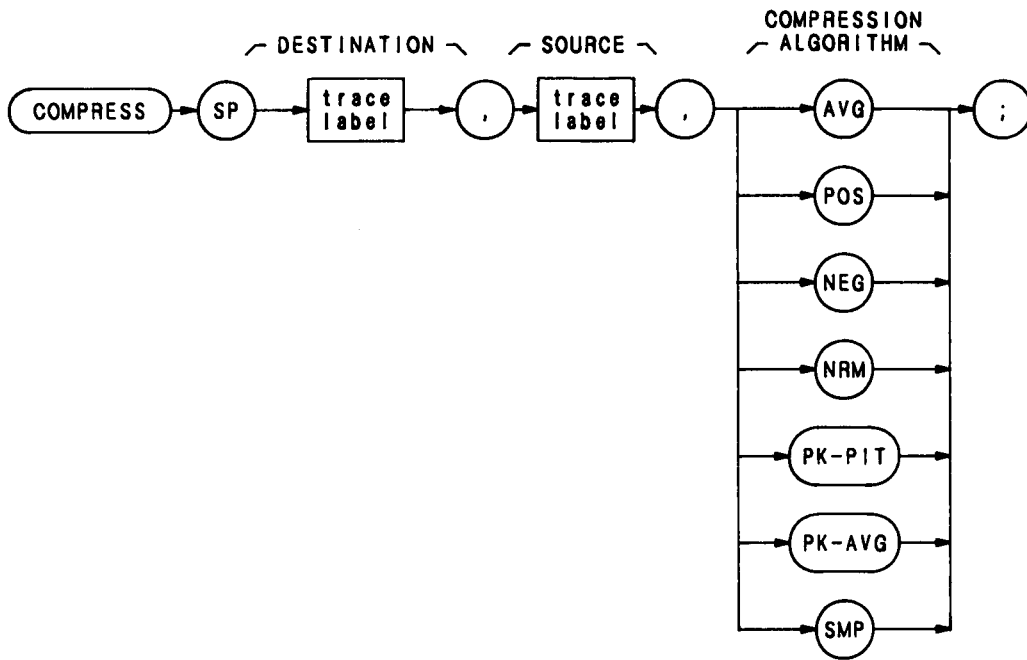 DESTINATION
SOURCE
COMPRESSION
ALGORITHM
COMPRESS
SP
trace
label
,
trace
label
,
AVG
;
POS
NEG
NRM
PK-PIT
PK-AVG
SMP